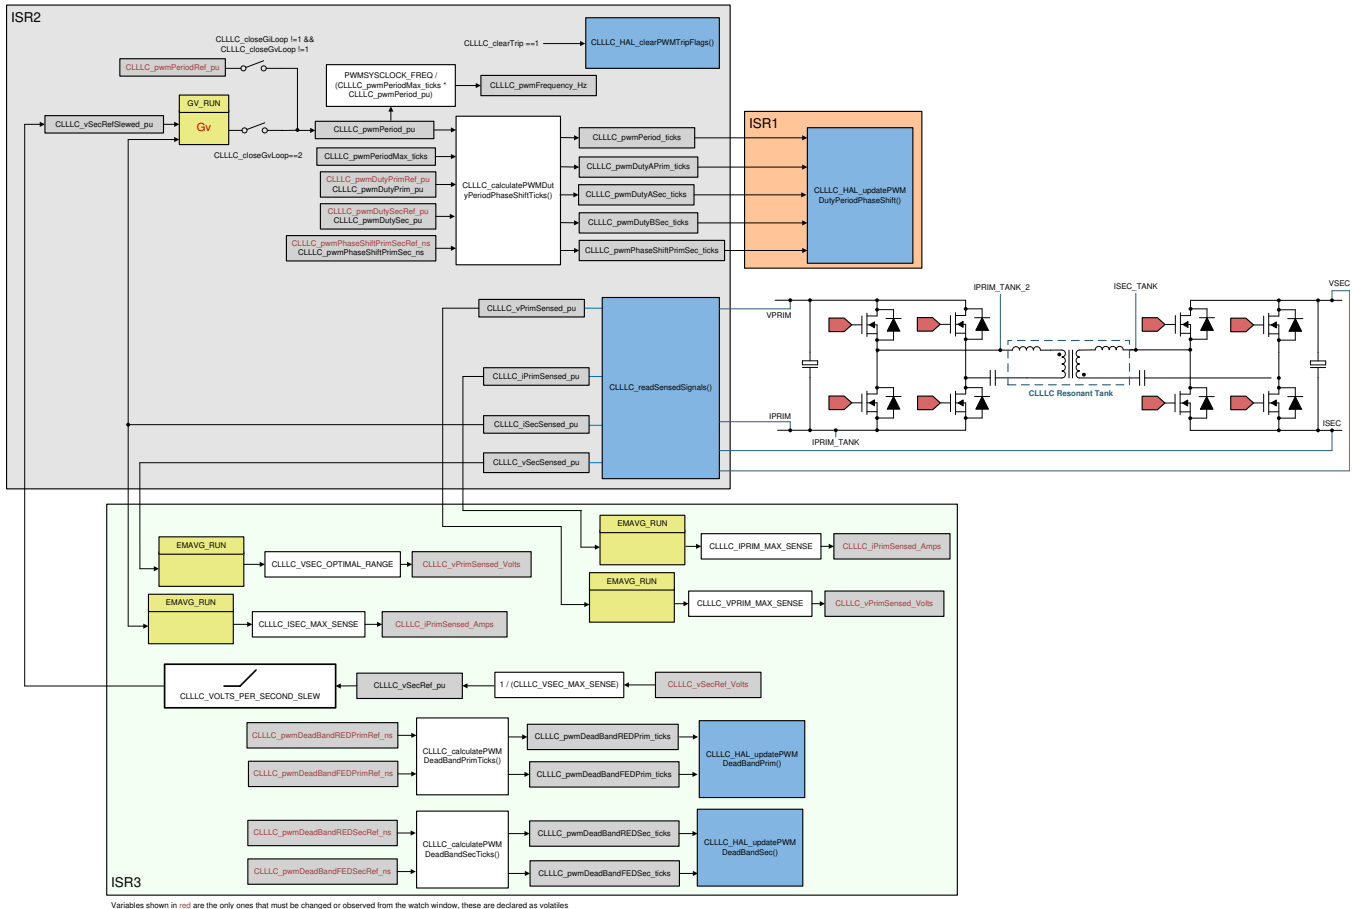 ISR2
CLLLC_closeGiLoop !=1 &&
CLLLC_closeGvLoop !=1
CLLLC_pwmPeriodRef_pu
CLLLC_clearTrip ==1
CLLLC_HAL_clearPWMTripFlags()
PWMSYSCLOCK_FREQ /
(CLLLC_pwmPeriodMax_ticks *
CLLLC_pwmPeriod_pu)
CLLLC_pwmFrequency_Hz
GV_RUN
Gv
CLLLC_vSecRefSlewed_pu
CLLLC_closeGvLoop==2
CLLLC_pwmPeriod_pu
CLLLC_pwmPeriodMax_ticks
CLLLC_pwmDutyPrimRef_pu
CLLLC_pwmDutyPrim_pu
CLLLC_pwmDutySecRef_pu
CLLLC_pwmDutySec_pu
CLLLC_pwmPhaseShiftPrimSecRef_ns
CLLLC_pwmPhaseShiftPrimSec_ns
CLLLC_calculatePWMDut
yPeriodPhaseShiftTicks()
CLLLC_pwmPeriod_ticks
CLLLC_pwmDutyAPrim_ticks
CLLLC_pwmDutyASec_ticks
CLLLC_pwmDutyBSec_ticks
CLLLC_pwmPhaseShiftPrimSec_ticks
ISR1
CLLLC_HAL_updatePWM
DutyPeriodPhaseShift()
CLLLC_vPrimSensed_pu
CLLLC_iPrimSensed_pu
CLLLC_iSecSensed_pu
CLLLC_vSecSensed_pu
CLLLC_readSensedSignals()
VPRIM
IPRIM
IPRIM_TANK
IPRIM_TANK_2
ISEC_TANK
VSEC
ISEC
CLLLC Resonant Tank
EMAVG_RUN
CLLLC_VSEC_OPTIMAL_RANGE
CLLLC_vPrimSensed_Volts
EMAVG_RUN
CLLLC_ISEC_MAX_SENSE
CLLLC_iPrimSensed_Amps
EMAVG_RUN
CLLLC_IPRIM_MAX_SENSE
CLLLC_iPrimSensed_Amps
EMAVG_RUN
CLLLC_VPRIM_MAX_SENSE
CLLLC_vPrimSensed_Volts
CLLLC_VOLTS_PER_SECOND_SLEW
CLLLC_vSecRef_pu
1 / (CLLLC_VSEC_MAX_SENSE)
CLLLC_vSecRef_Volts
CLLLC_pwmDeadBandREDPrimRef_ns
CLLLC_pwmDeadBandFEDPrimRef_ns
CLLLC_calculatePWM
DeadBandPrimTicks()
CLLLC_pwmDeadBandREDPrim_ticks
CLLLC_pwmDeadBandFEDPrim_ticks
CLLLC_HAL_updatePWM
DeadBandPrim()
CLLLC_pwmDeadBandREDSecRef_ns
CLLLC_pwmDeadBandFEDSecRef_ns
CLLLC_calculatePWM
DeadBandSecTicks()
CLLLC_pwmDeadBandREDSec_ticks
CLLLC_pwmDeadBandFEDSec_ticks
CLLLC_HAL_updatePWM
DeadBandSec()
ISR3
Variables shown in red are the only ones that must be changed or observed from the watch window, these are declared as volatiles